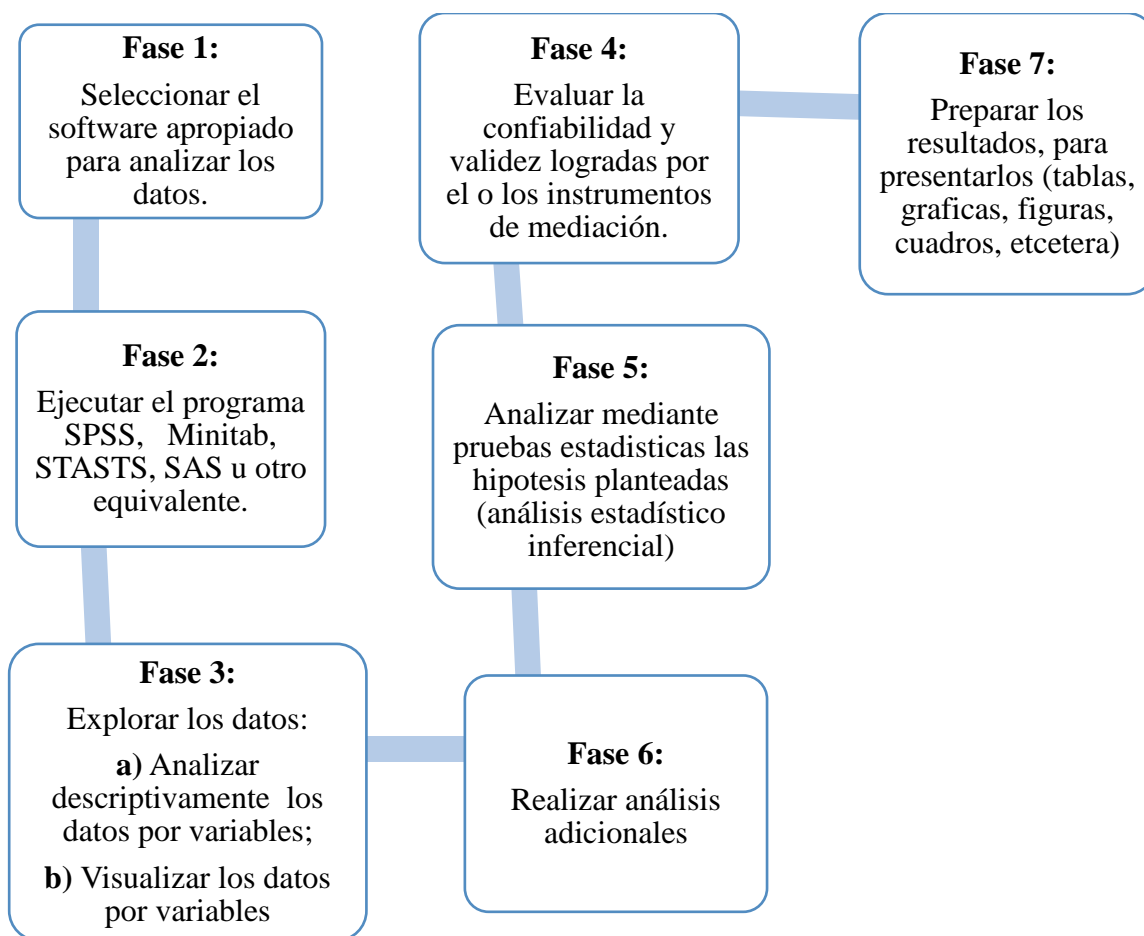 Fase 1:
Seleccionar el
software apropiado
para analizar los
datos.
Fase 2:
Ejecutar el programa
SPSS, Minitab,
STASTS, SAS u otro
equivalente.
Fase 3:
Explorar los datos:
a) Analizar
descriptivamente los
datos por variables;
b) Visualizar los datos
por variables
Fase 4:
Evaluar la
confiabilidad y
validez logradas por
el o los instrumentos
de mediación.
Fase 5:
Analizar mediante
pruebas estadisticas las
hipotesis planteadas
(análisis estadístico
inferencial)
Fase 6:
Realizar análisis
adicionales
Fase 7:
Preparar los
resultados, para
presentarlos (tablas,
graficas, figuras,
cuadros, etcetera)